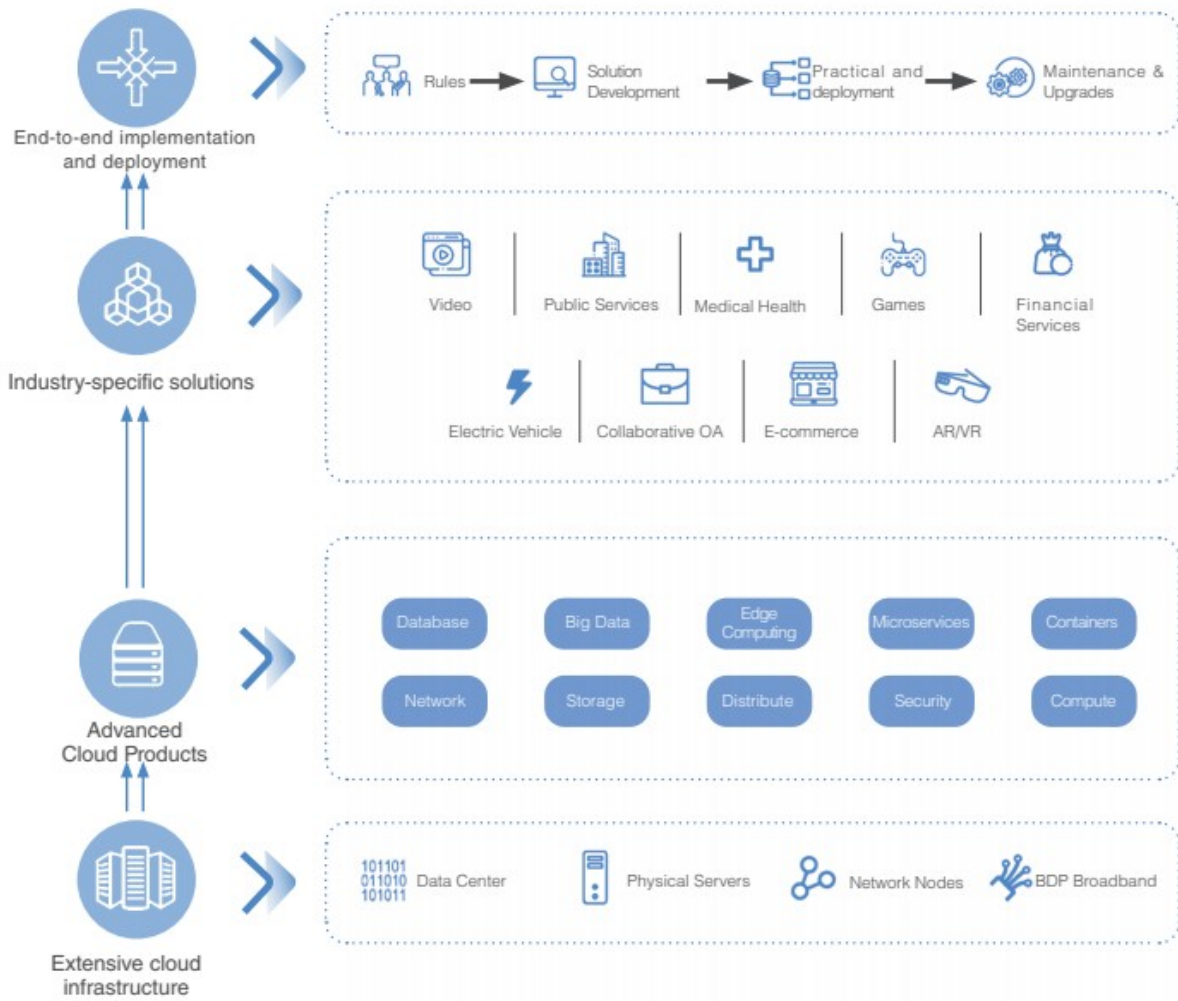 End-to-end implementation
and deployment
Rules
Solution
Development
Practical and
deployment
Maintenance &
Upgrades
Industry-specific solutions
Video
Public Services
Medical Health
Games
Financial
Services
Electric Vehicle
Collaborative OA
E-commerce
AR/VR
Advanced
Cloud Products
Database
Big Data
Edge
Computing
Microservices
Containers
Network
Storage
Distribute
Security
Compute
Extensive cloud
infrastructure
101101
011010
101011
Data Center
Physical Servers
Network Nodes
BDP Broadband